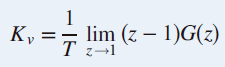 K_v = \frac{1}{T} \lim_{z \to 1} (z − 1)G(z)